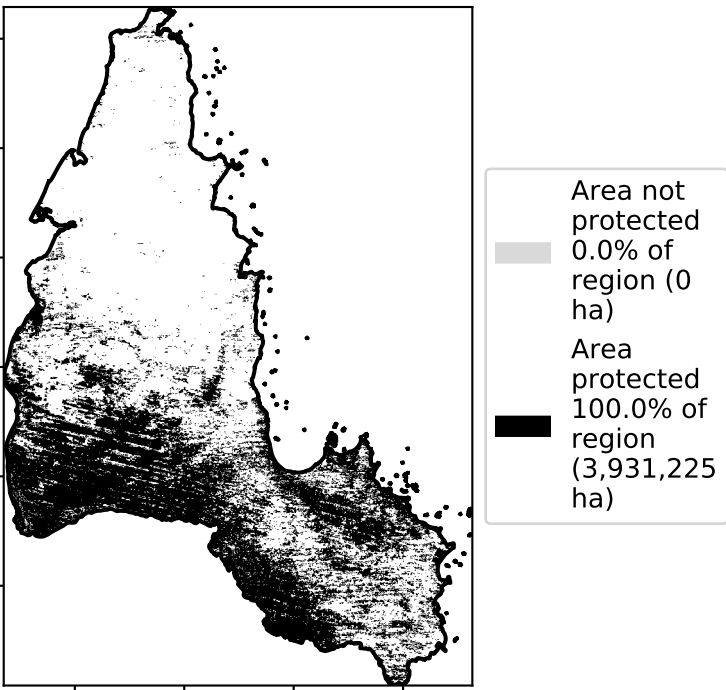 Area not
protected
0.0% of
region (0
ha)
Area
protected
100.0% of
region
(3,931,225
ha)